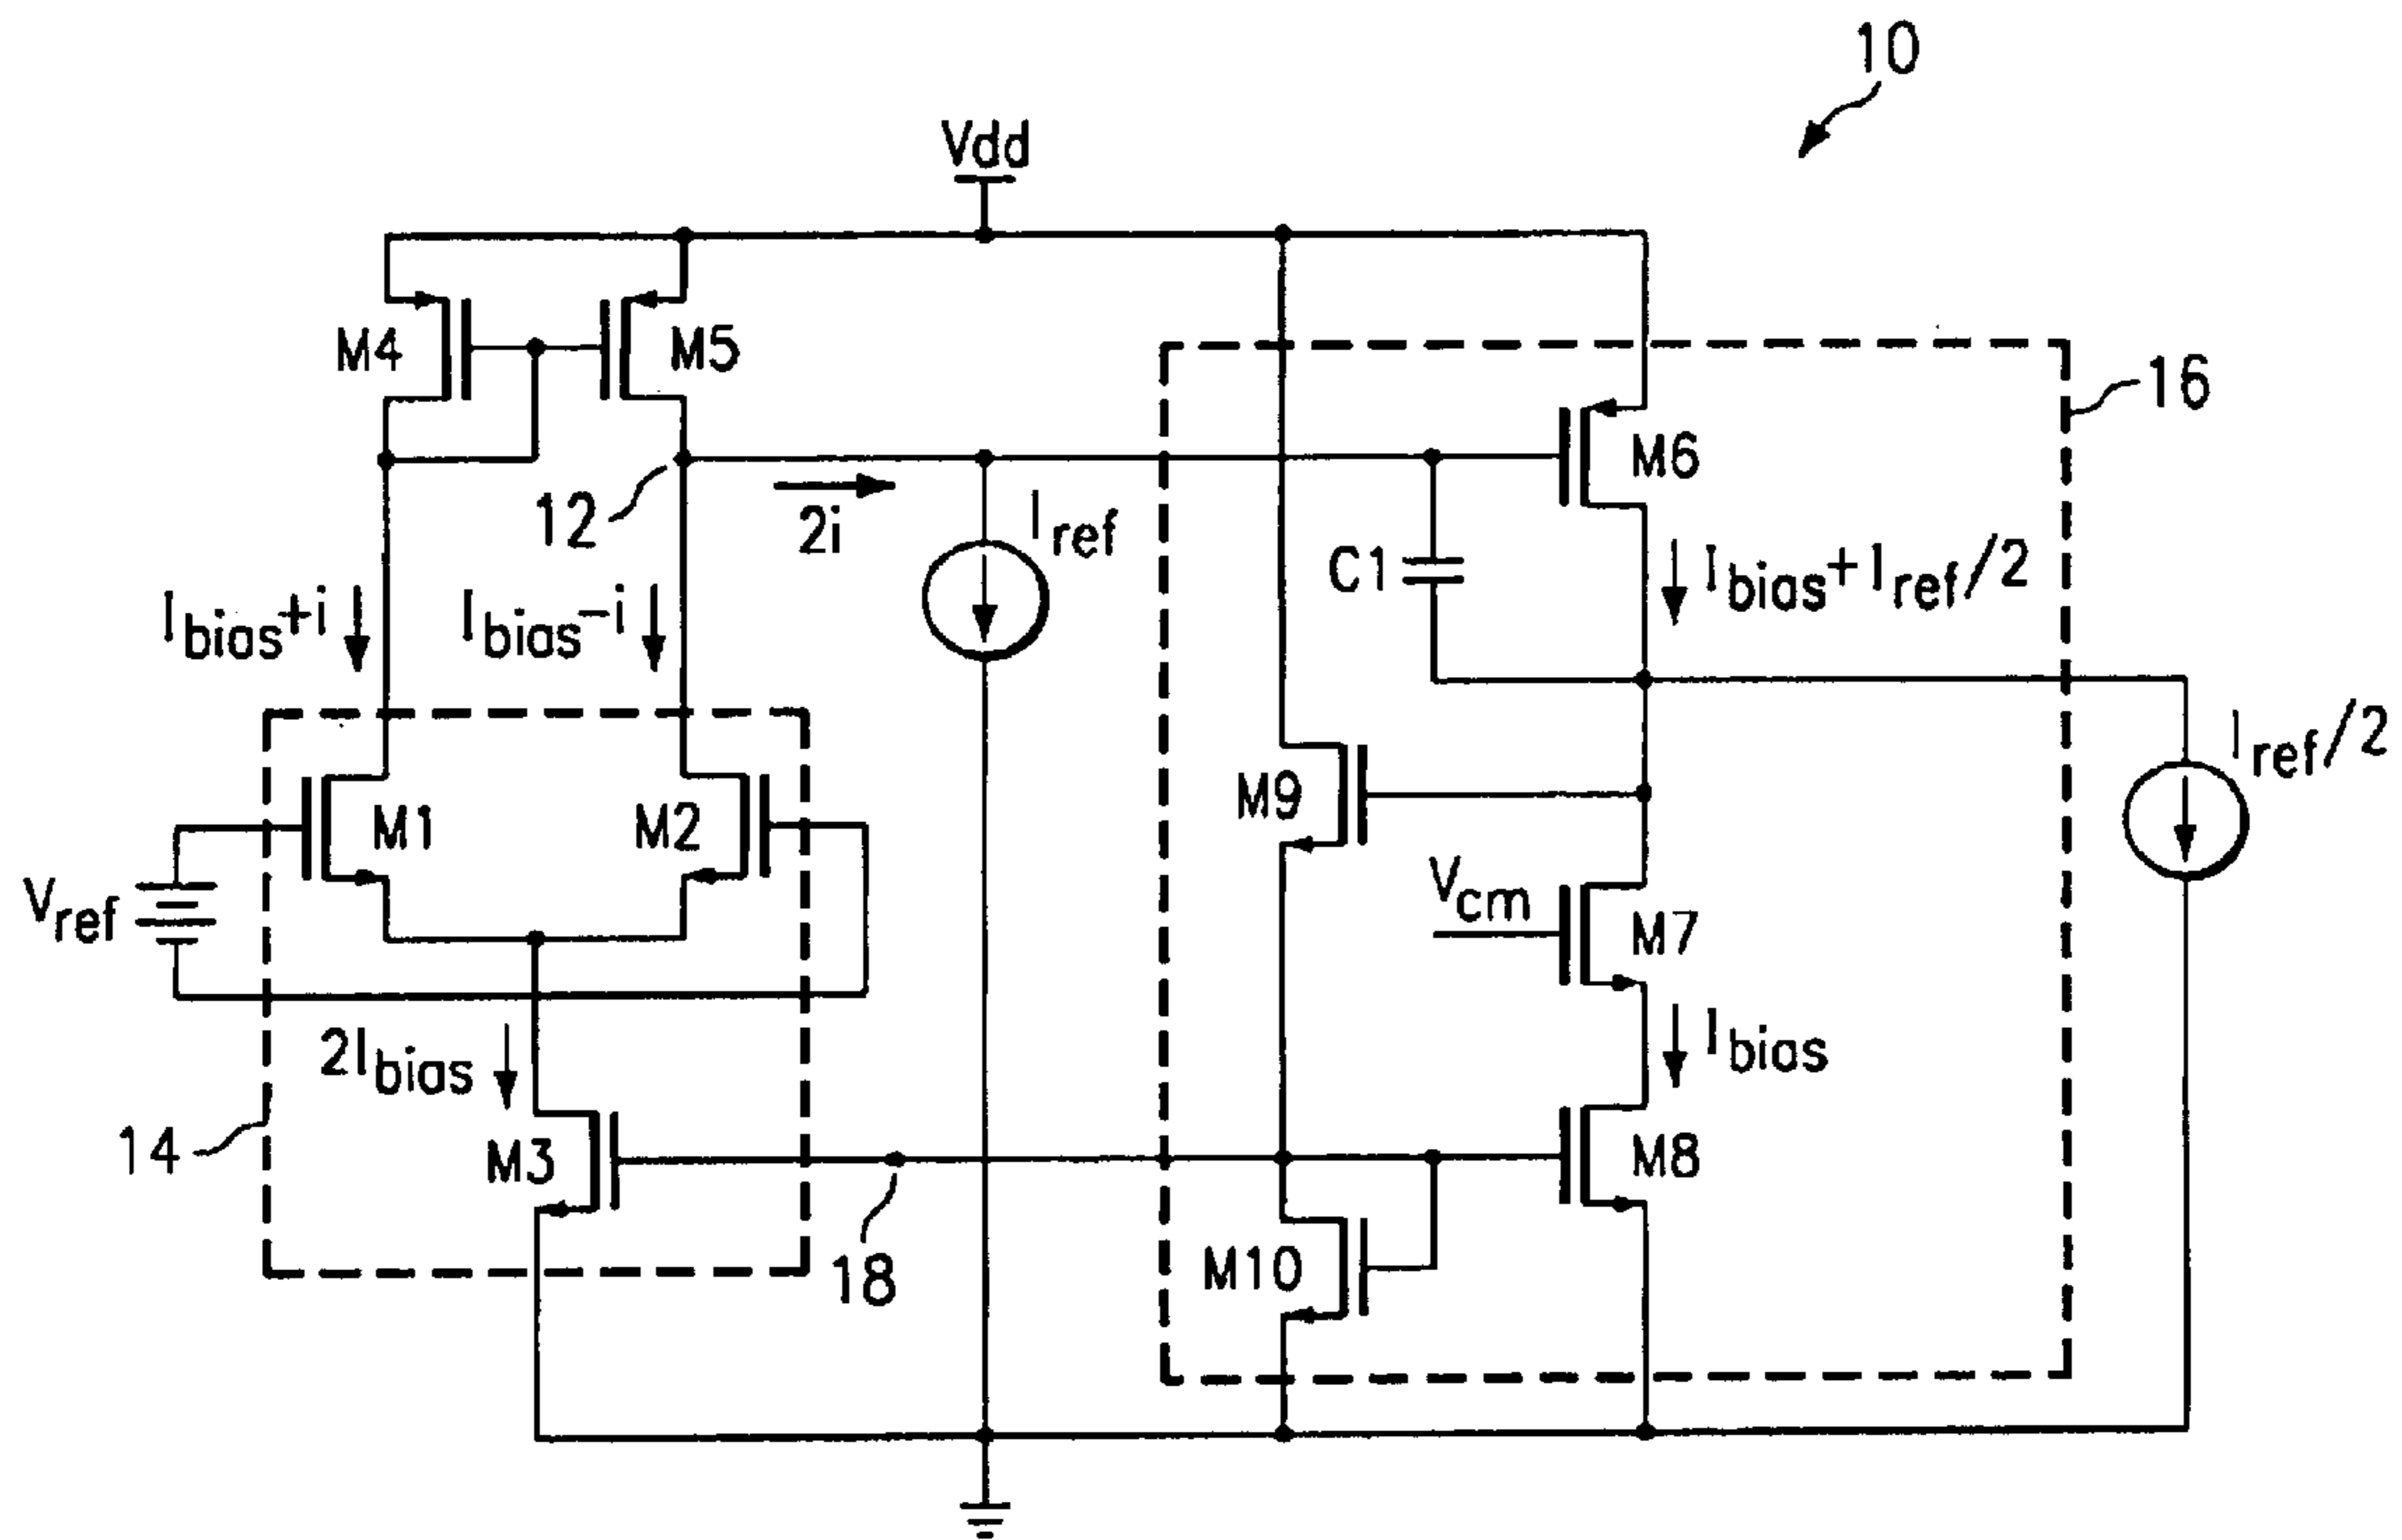 10
Vdd
M4
M5
16
M6
12
2i
Iref
C1
Ibias+Iref/2
Ibias+i
Ibias-i
Iref/2
M1
M2
M9
Vref
Vcm
M7
2Ibias
Ibias
14
M3
M8
18
M10